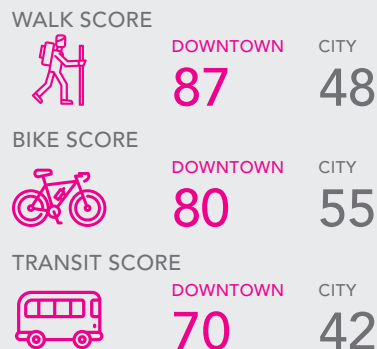 WALK SCORE
DOWNTOWN CITY
87 48
BIKE SCORE
DOWNTOWN CITY
80 55
TRANSIT SCORE
DOWNTOWN CITY
70 42